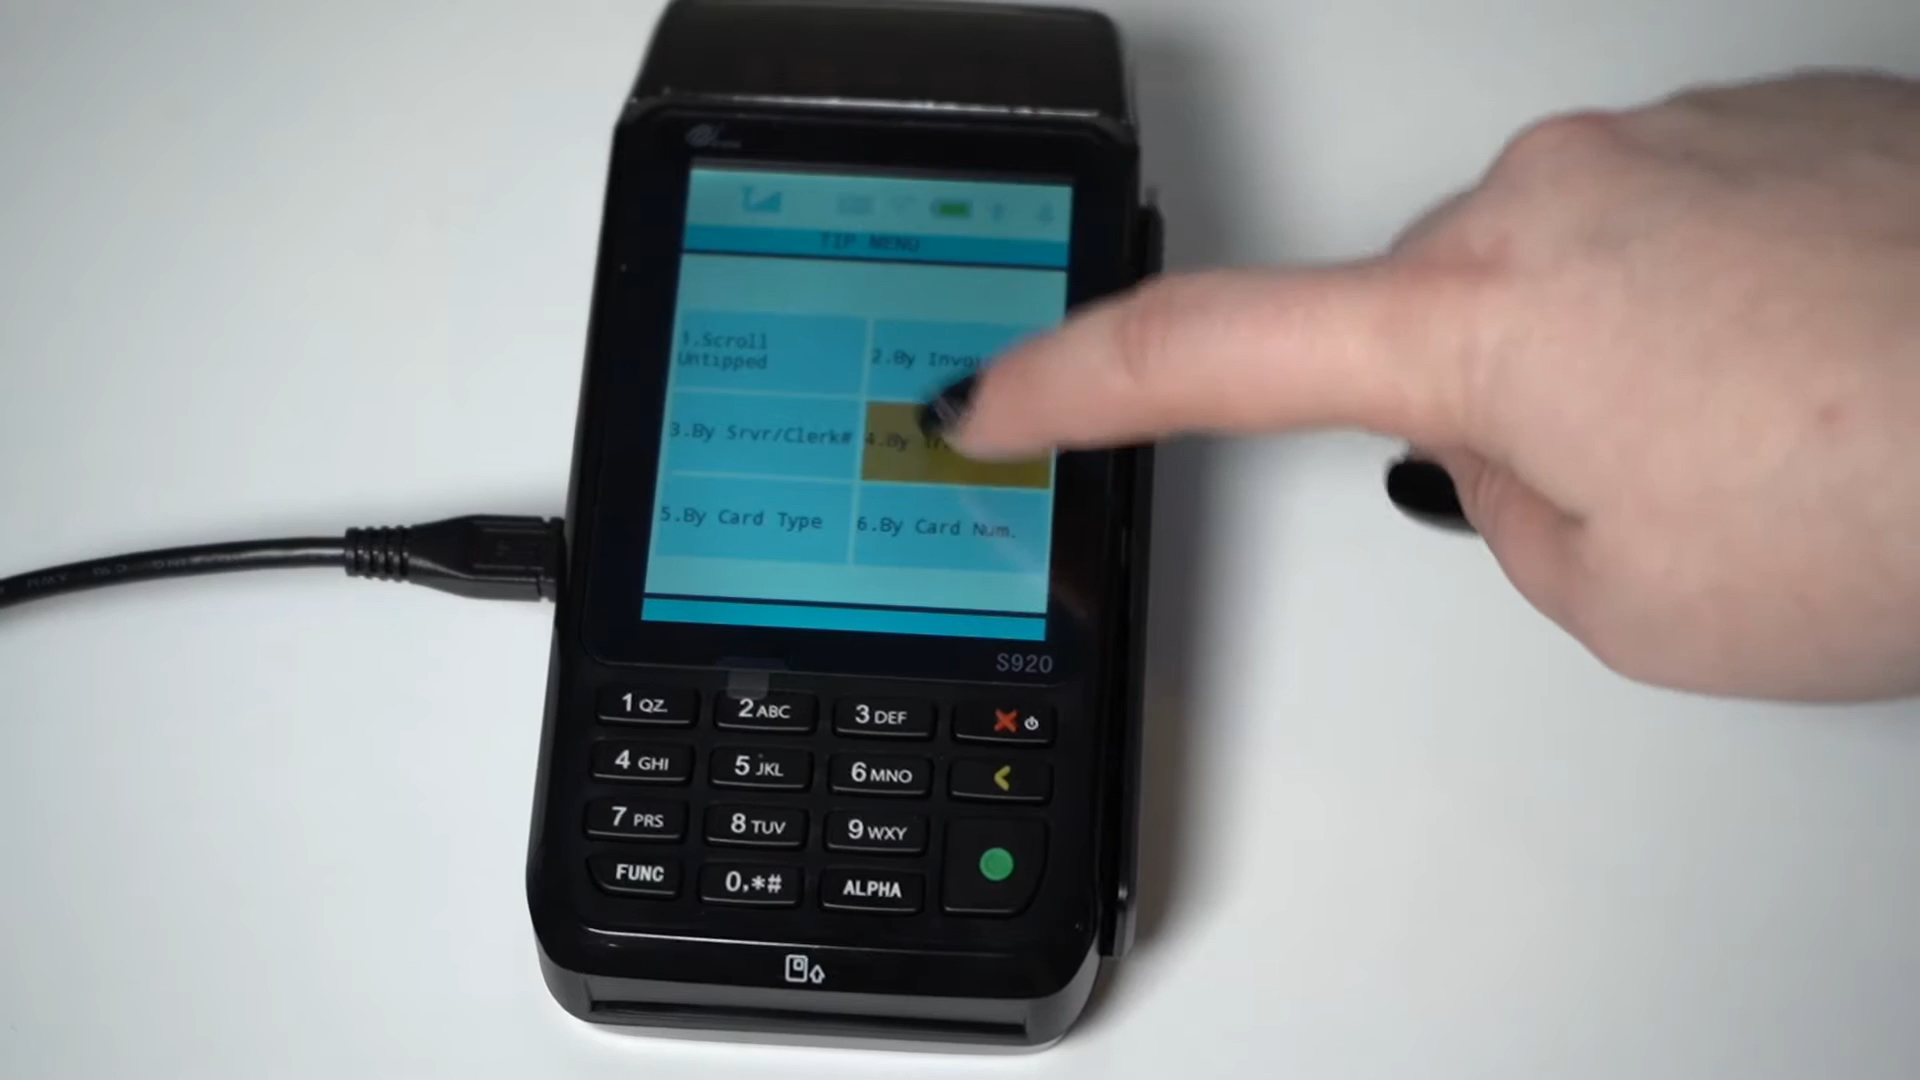 TIP MENU
1.Scroll
Untipped
2.By
3.By Srvr/Clerk#
4.By
5.By Card Type
6.By Card Num.
S920
1 QZ.
2 ABC
3 DEF
4 GHI
5 JKL
6 MNO
7 PRS
8 TUV
9 WXY
FUNC
0,*#
ALPHA